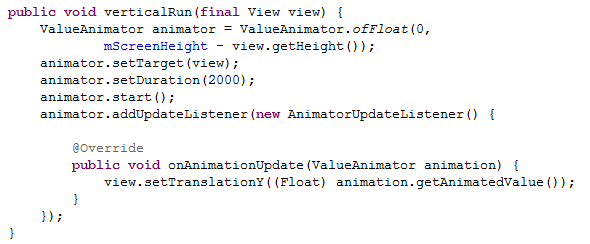 public void verticalRun(final View view) {
    ValueAnimator animator = ValueAnimator.ofFloat(0,
            mScreenHeight - view.getHeight());
    animator.setTarget(view);
    animator.setDuration(2000);
    animator.start();
    animator.addUpdateListener(new AnimatorUpdateListener() {
        @Override
        public void onAnimationUpdate(ValueAnimator animation) {
            view.setTranslationY((Float) animation.getAnimatedValue());
        }
    });
}